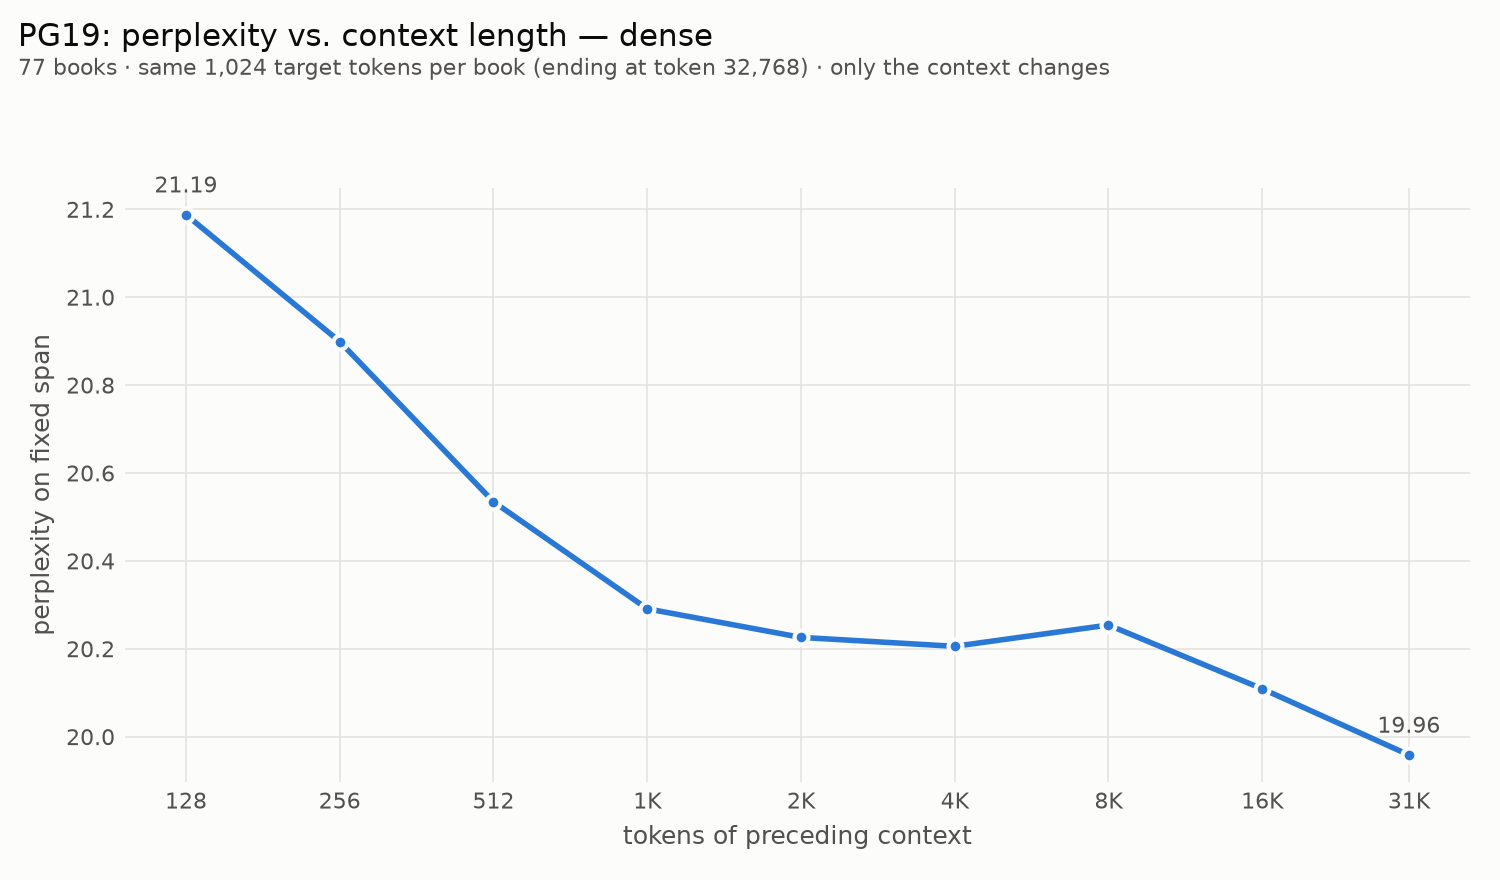 PG19: perplexity vs. context length — dense
77 books · same 1,024 target tokens per book (ending at token 32,768) · only the context changes
21.19
21.2
21.0
20.8
20.6
20.4
20.2
20.0
19.96
perplexity on fixed span
128 256 512 1K 2K 4K 8K 16K 31K
tokens of preceding context